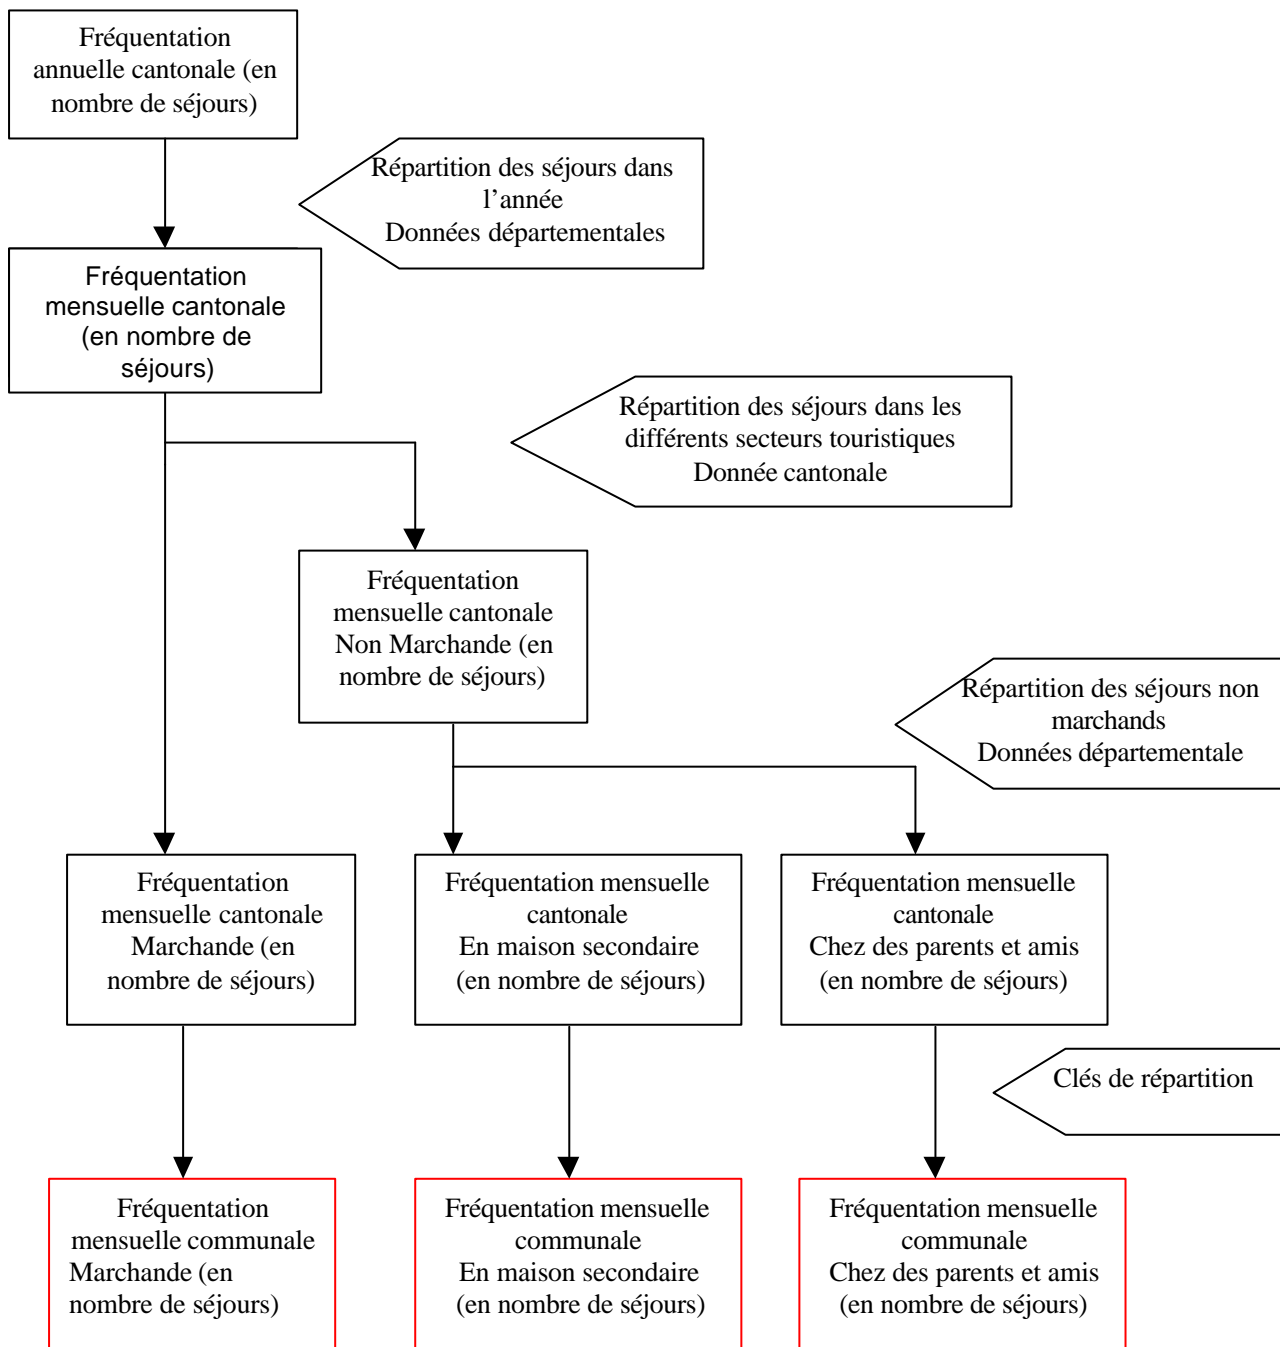 Fréquentation
annuelle cantonale (en
nombre de séjours)
Répartition des séjours dans
l’année
Données départementales
Fréquentation
mensuelle cantonale
(en nombre de
séjours)
Répartition des séjours dans les
différents secteurs touristiques
Donnée cantonale
Fréquentation
mensuelle cantonale
Non Marchande (en
nombre de séjours)
Répartition des séjours non
marchands
Données départementale
Fréquentation
mensuelle cantonale
Marchande (en
nombre de séjours)
Fréquentation mensuelle
cantonale
En maison secondaire
(en nombre de séjours)
Fréquentation mensuelle
cantonale
Chez des parents et amis
(en nombre de séjours)
Clés de répartition
Fréquentation
mensuelle communale
Marchande (en
nombre de séjours)
Fréquentation mensuelle
communale
En maison secondaire
(en nombre de séjours)
Fréquentation mensuelle
communale
Chez des parents et amis
(en nombre de séjours)